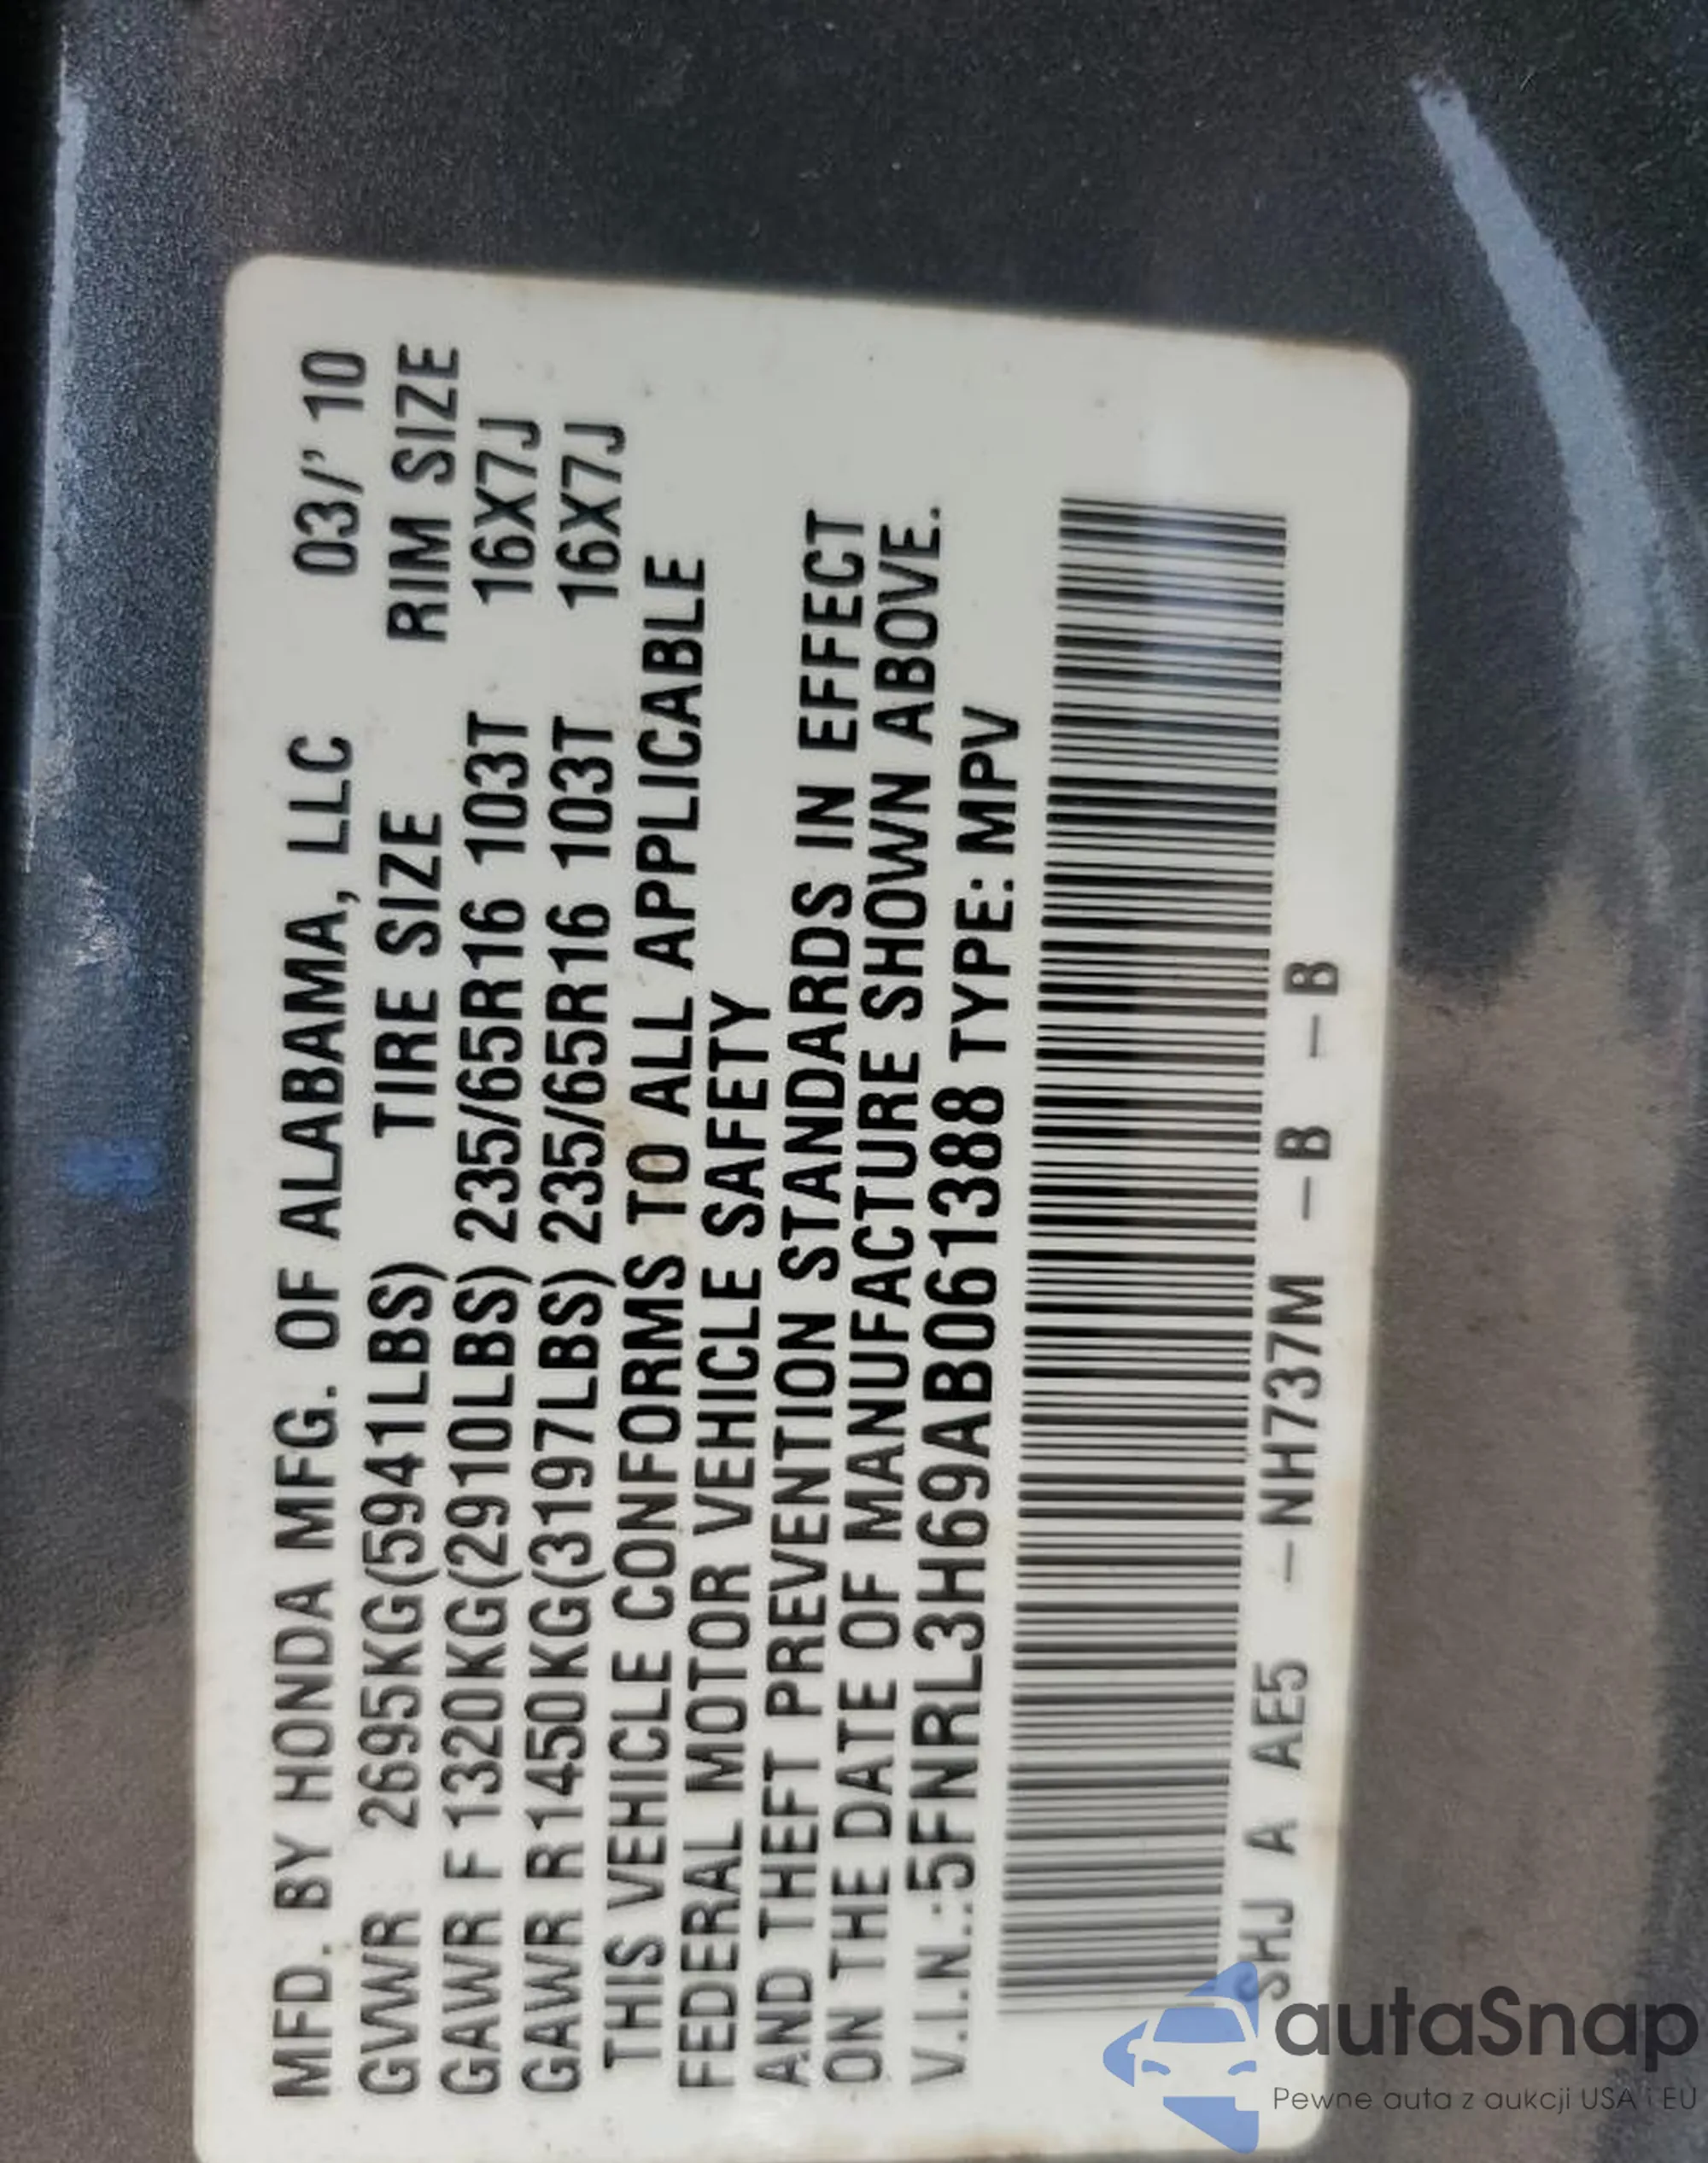 MFD. BY HONDA MFG. OF ALABAMA, LLC 03/' 10
GVWR 2695KG(5941LBS) TIRE SIZE RIM SIZE
GAWR F 1320KG(2910LBS) 235/65R16 103T 16X7J
GAWR R1450KG(3197LBS) 235/65R16 103T 16X7J
THIS VEHICLE CONFORMS TO ALL APPLICABLE
FEDERAL MOTOR VEHICLE SAFETY
AND THEFT PREVENTION STANDARDS IN EFFECT
ON THE DATE OF MANUFACTURE SHOWN ABOVE.
V.I.N.:5FNRL3H69AB061388 TYPE: MPV
SHJ A AE5 –NH737M –B –B
autaSnap
Pewne auta z aukcji USA i EU